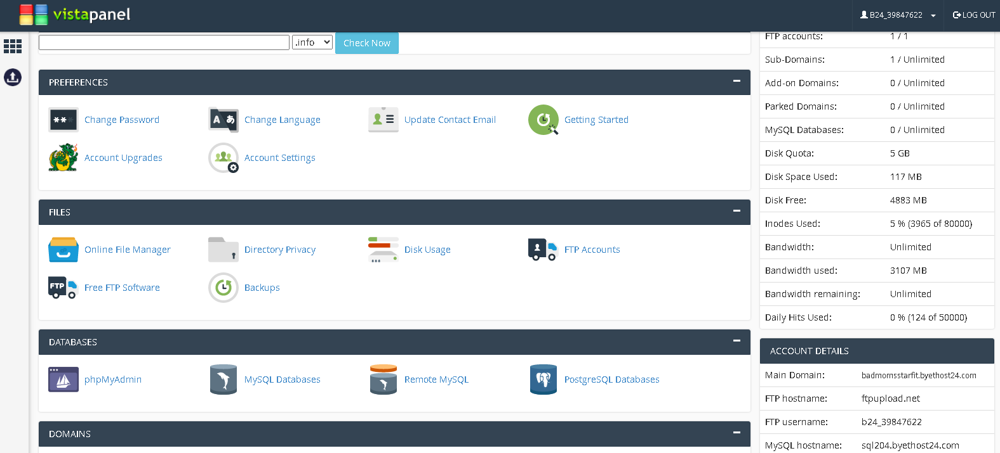 vistapanel
B24_39847622
LOG OUT
.info
Check Now
PREFERENCES
Change Password
Change Language
Update Contact Email
Getting Started
Account Upgrades
Account Settings
FILES
Online File Manager
Directory Privacy
Disk Usage
FTP Accounts
FTP
Free FTP Software
Backups
DATABASES
phpMyAdmin
MySQL Databases
Remote MySQL
PostgreSQL Databases
DOMAINS
FTP accounts: 1 / 1
Sub-Domains: 1 / Unlimited
Add-on Domains: 0 / Unlimited
Parked Domains: 0 / Unlimited
MySQL Databases: 0 / Unlimited
Disk Quota: 5 GB
Disk Space Used: 117 MB
Disk Free: 4883 MB
Inodes Used: 5 % (3965 of 80000)
Bandwidth: Unlimited
Bandwidth used: 3107 MB
Bandwidth remaining: Unlimited
Daily Hits Used: 0 % (124 of 50000)
ACCOUNT DETAILS
Main Domain: badmomsstarfit.byethost24.com
FTP hostname: ftpupload.net
FTP username: b24_39847622
MySQL hostname: sql204.byethost24.com